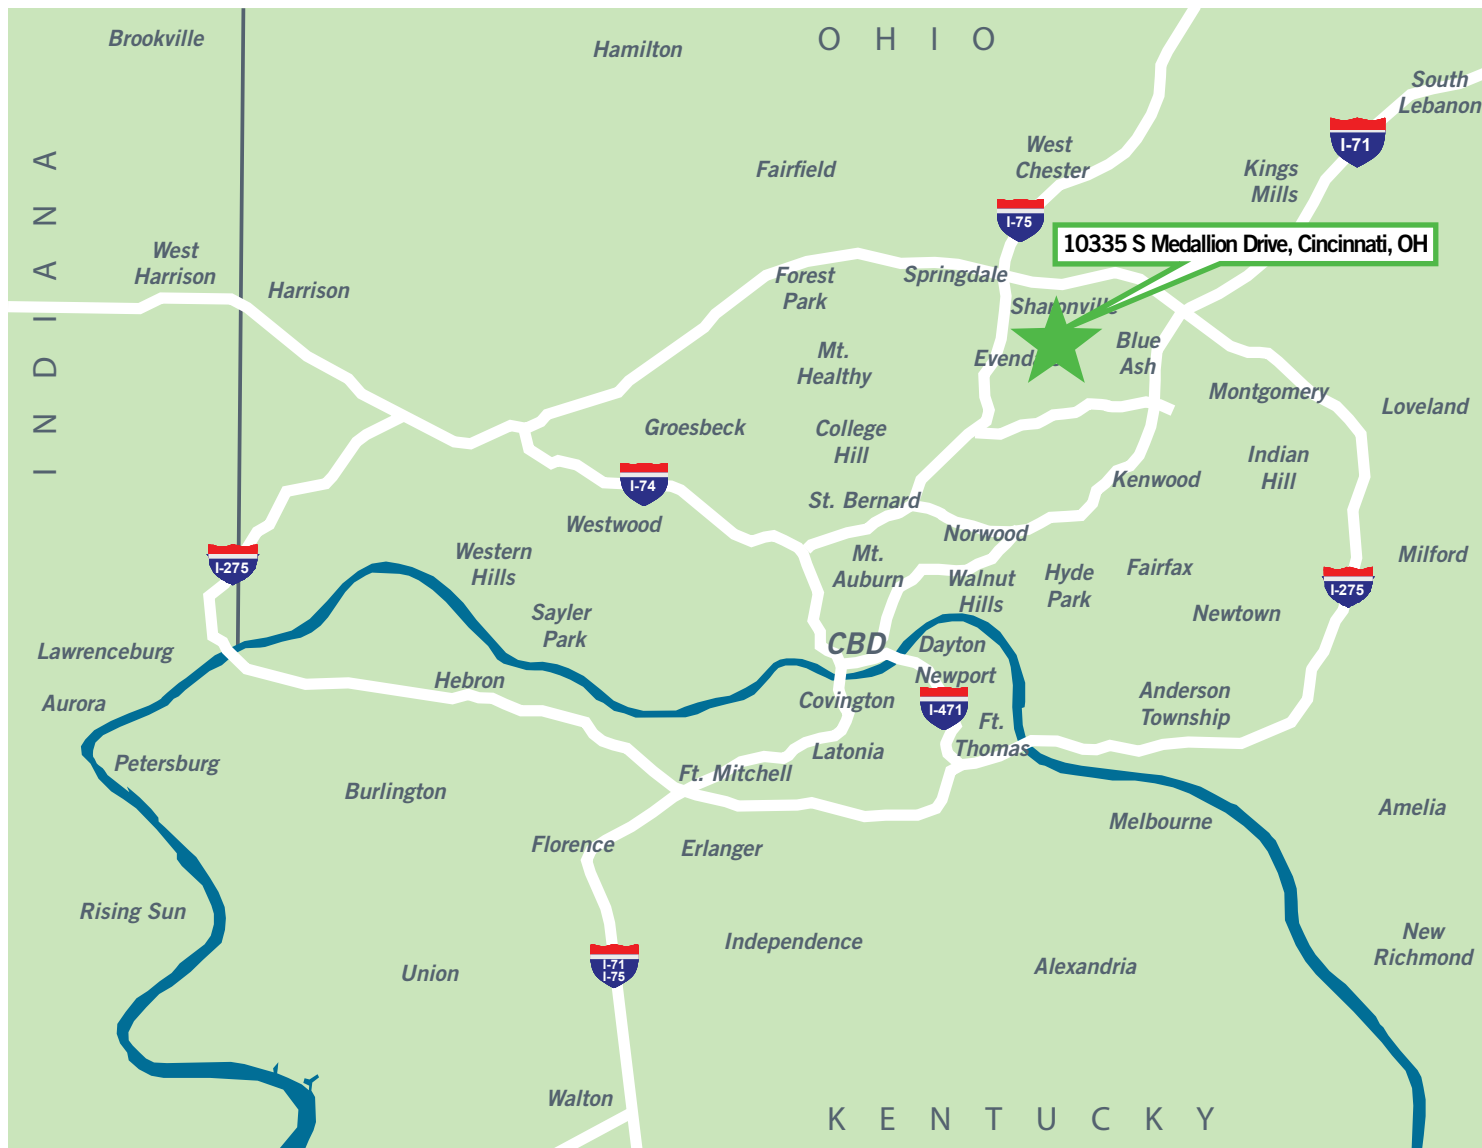 Brookville
Hamilton
OHIO
South
Lebanon
I-71
West
Chester
Kings
Mills
Fairfield
INDIANA
I-75
10335 S Medallion Drive, Cincinnati, OH
West
Harrison
Harrison
Forest
Park
Springdale
Sharonville
Mt.
Healthy
Blue
Ash
Montgomery
Loveland
Groesbeck
College
Hill
Indian
Hill
Kenwood
I-74
St. Bernard
Westwood
Norwood
Western
Hills
Mt.
Auburn
Walnut
Hills
Hyde
Park
Fairfax
Milford
I-275
I-275
Sayler
Park
Newtown
CBD
Dayton
Lawrenceburg
Hebron
Newport
Aurora
Covington
I-471
Ft.
Thomas
Anderson
Township
Latonia
Petersburg
Ft. Mitchell
Burlington
Amelia
Melbourne
Florence
Erlanger
Rising Sun
Independence
New
Richmond
I-71
I-75
Union
Alexandria
Walton
KENTUCKY